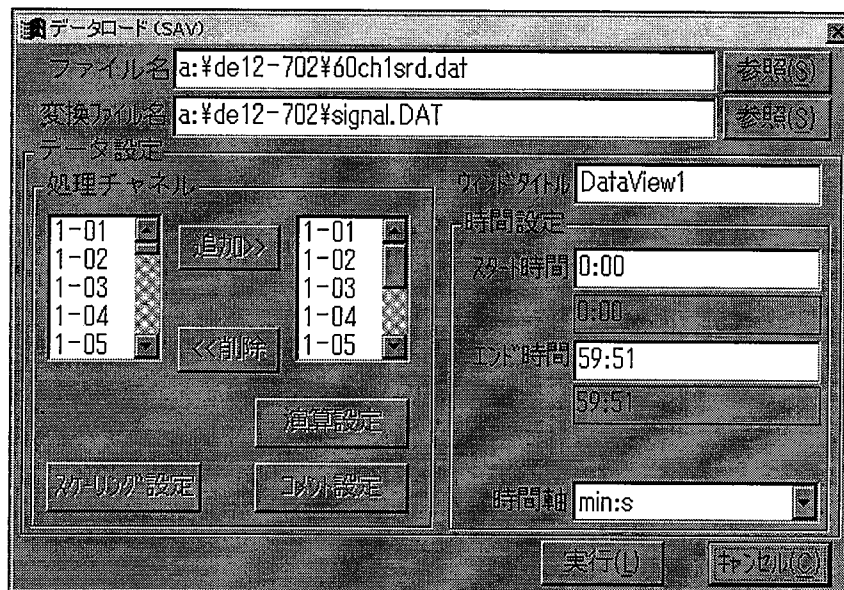 データロード(SAV)
ファイル名 a:¥de12-702¥60ch1srd.dat 参照(S)
変換ファイル名 a:¥de12-702¥signal.DAT 参照(S)
データ設定
処理チャネル
1-01
1-02
1-03
1-04
1-05
追加>>
<<削除
1-01
1-02
1-03
1-04
1-05
演算設定
スケーリング設定
コメント設定
ウィンドタイトル DataView1
時間設定
スタート時間 0:00
0:00
エンド時間 59:51
59:51
時間軸 min:s
実行(L)
キャンセル(C)